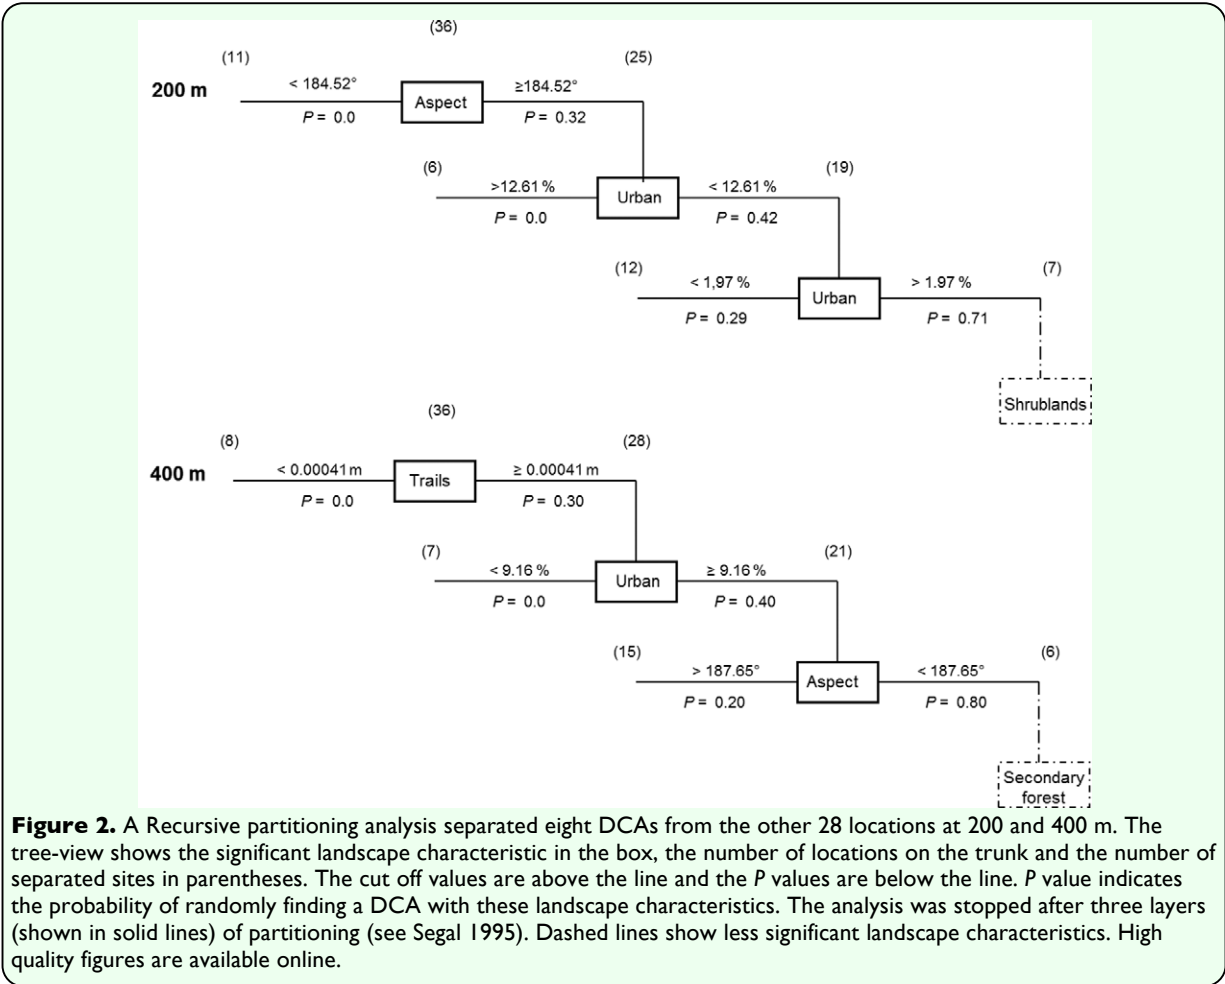 (36)
(11) (25)
200 m < 184.52° Aspect ≥184.52°
P = 0.0 P = 0.32
(6) (19)
>12.61 % Urban < 12.61 %
P = 0.0 P = 0.42
(12) (7)
< 1,97 % Urban > 1.97 %
P = 0.29 P = 0.71
Shrublands
(36)
(8) (28)
400 m < 0.00041 m Trails ≥ 0.00041 m
P = 0.0 P = 0.30
(7) (21)
< 9.16 % Urban ≥ 9.16 %
P = 0.0 P = 0.40
(15) (6)
> 187.65° Aspect < 187.65°
P = 0.20 P = 0.80
Secondary
forest
Figure 2. A Recursive partitioning analysis separated eight DCAs from the other 28 locations at 200 and 400 m. The
tree-view shows the significant landscape characteristic in the box, the number of locations on the trunk and the number of
separated sites in parentheses. The cut off values are above the line and the P values are below the line. P value indicates
the probability of randomly finding a DCA with these landscape characteristics. The analysis was stopped after three layers
(shown in solid lines) of partitioning (see Segal 1995). Dashed lines show less significant landscape characteristics. High
quality figures are available online.